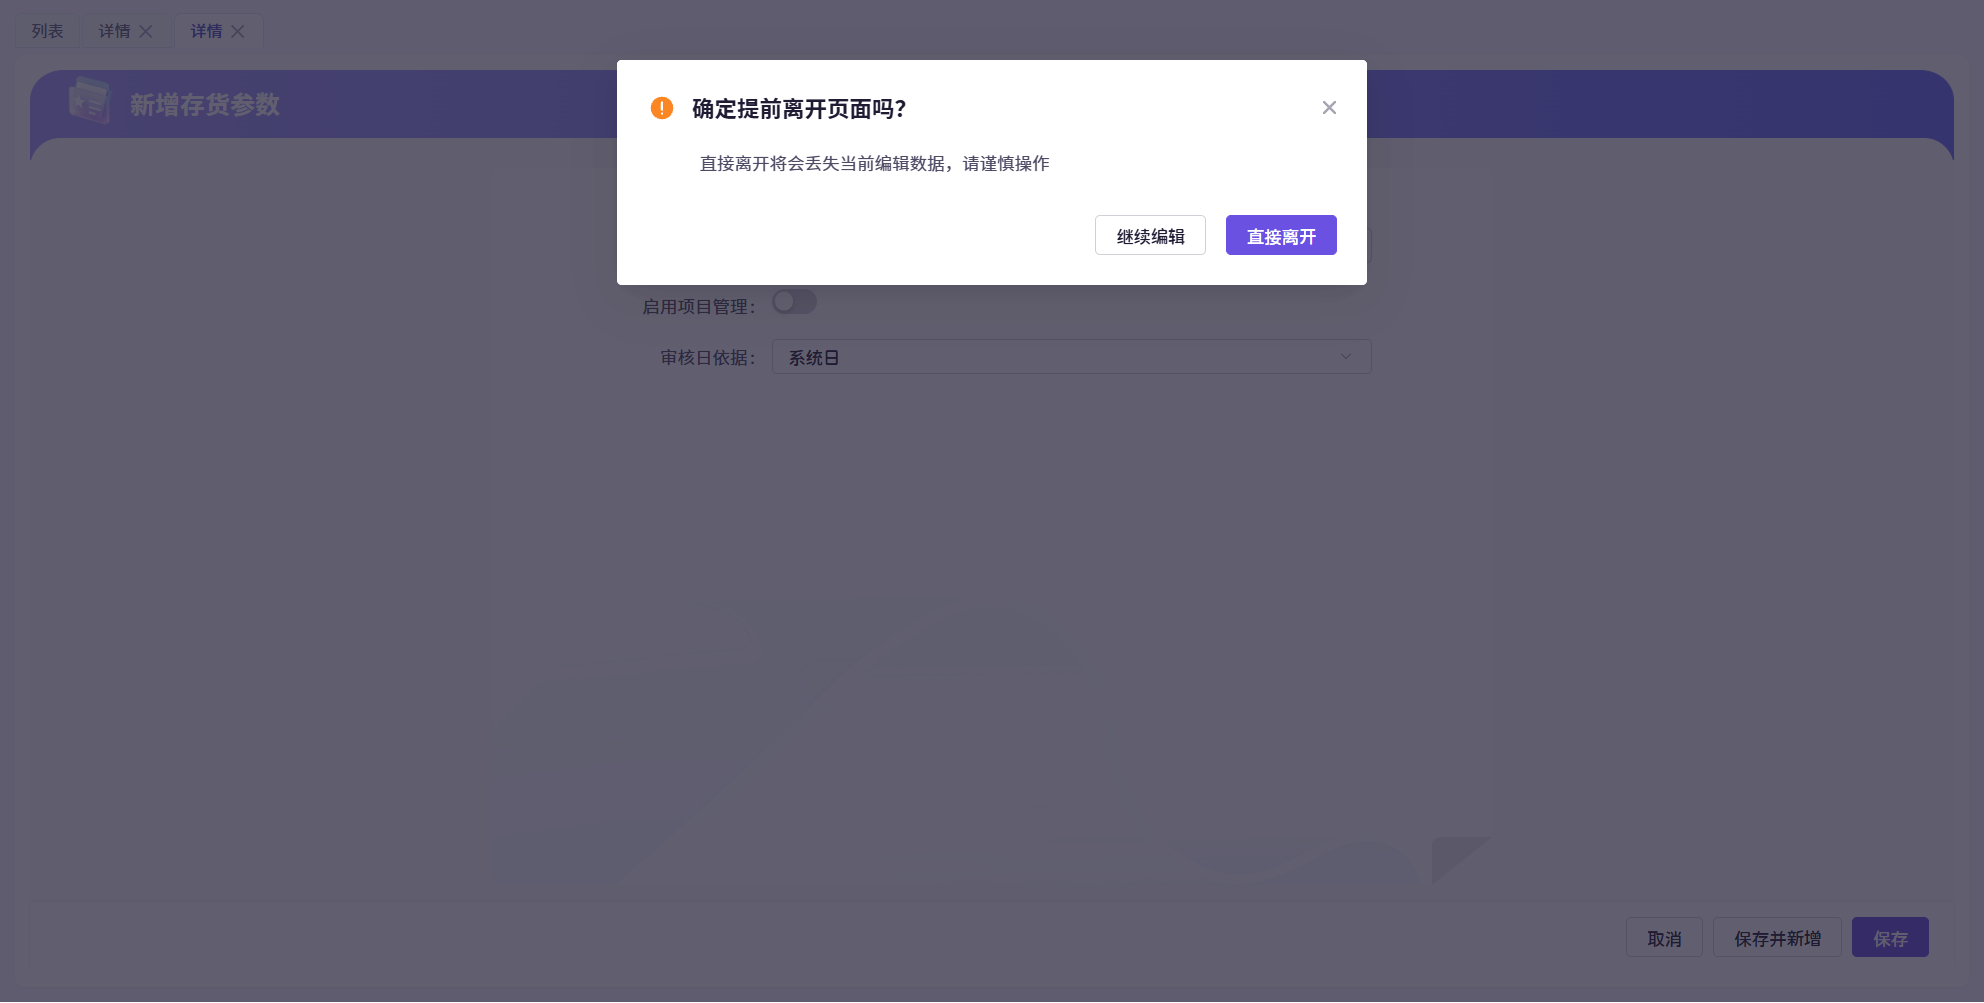 列表
详情
详情
新增存货参数
确定提前离开页面吗?
直接离开将会丢失当前编辑数据，请谨慎操作
继续编辑
直接离开
启用项目管理：
审核日依据：
系统日
取消
保存并新增
保存